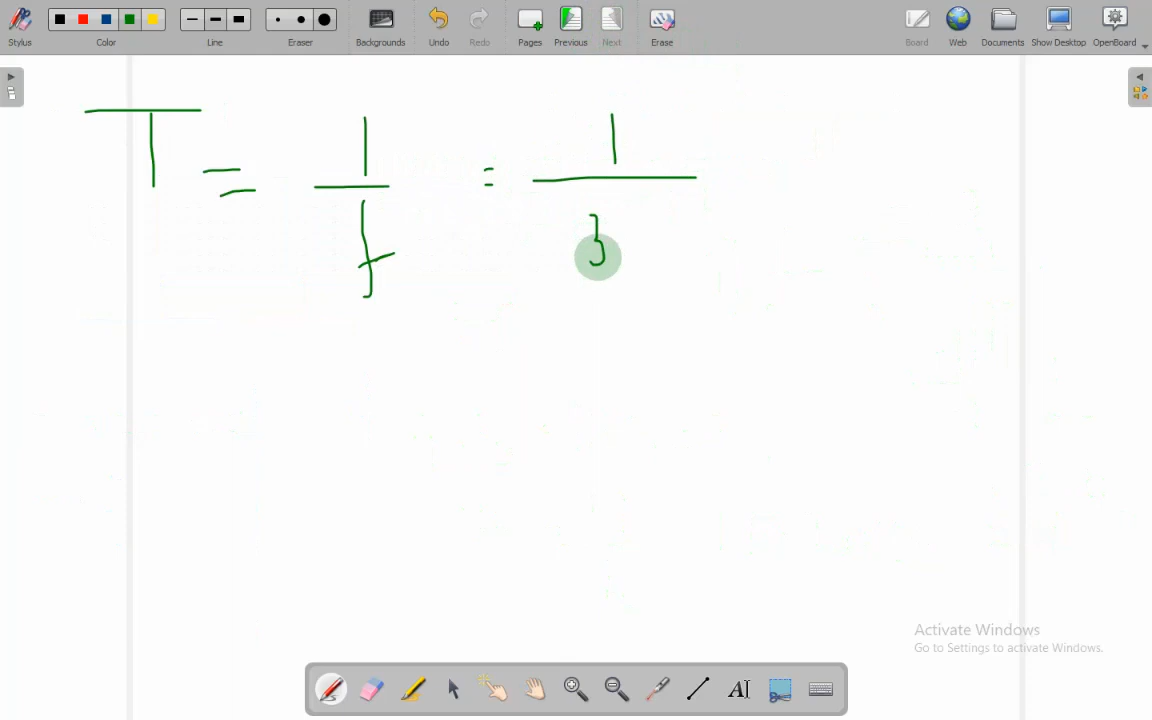 Stylus
Color
Line
Eraser
Backgrounds
Undo
Redo
Pages
Previous
Next
Erase
Board
Web
Documents
Show Desktop
OpenBoard
T = 1/f = 1/3
Activate Windows
Go to Settings to activate Windows.